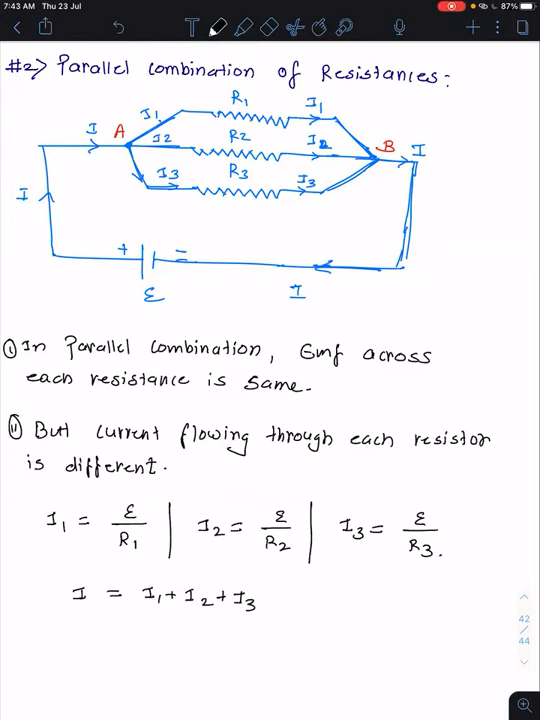 7:43 AM Thu 23 Jul
87%
#2> Parallel combination of Resistances:
R1
I1 I1
A I I2 R2 I2 B I
I3 R3 I3
I
+ =
ε I
(i) In Parallel combination, Emf across
each resistance is same.
(ii) But current flowing through each resistor
is different.
I1 = ε/R1 | I2 = ε/R2 | I3 = ε/R3.
I = I1 + I2 + I3
42
/
44